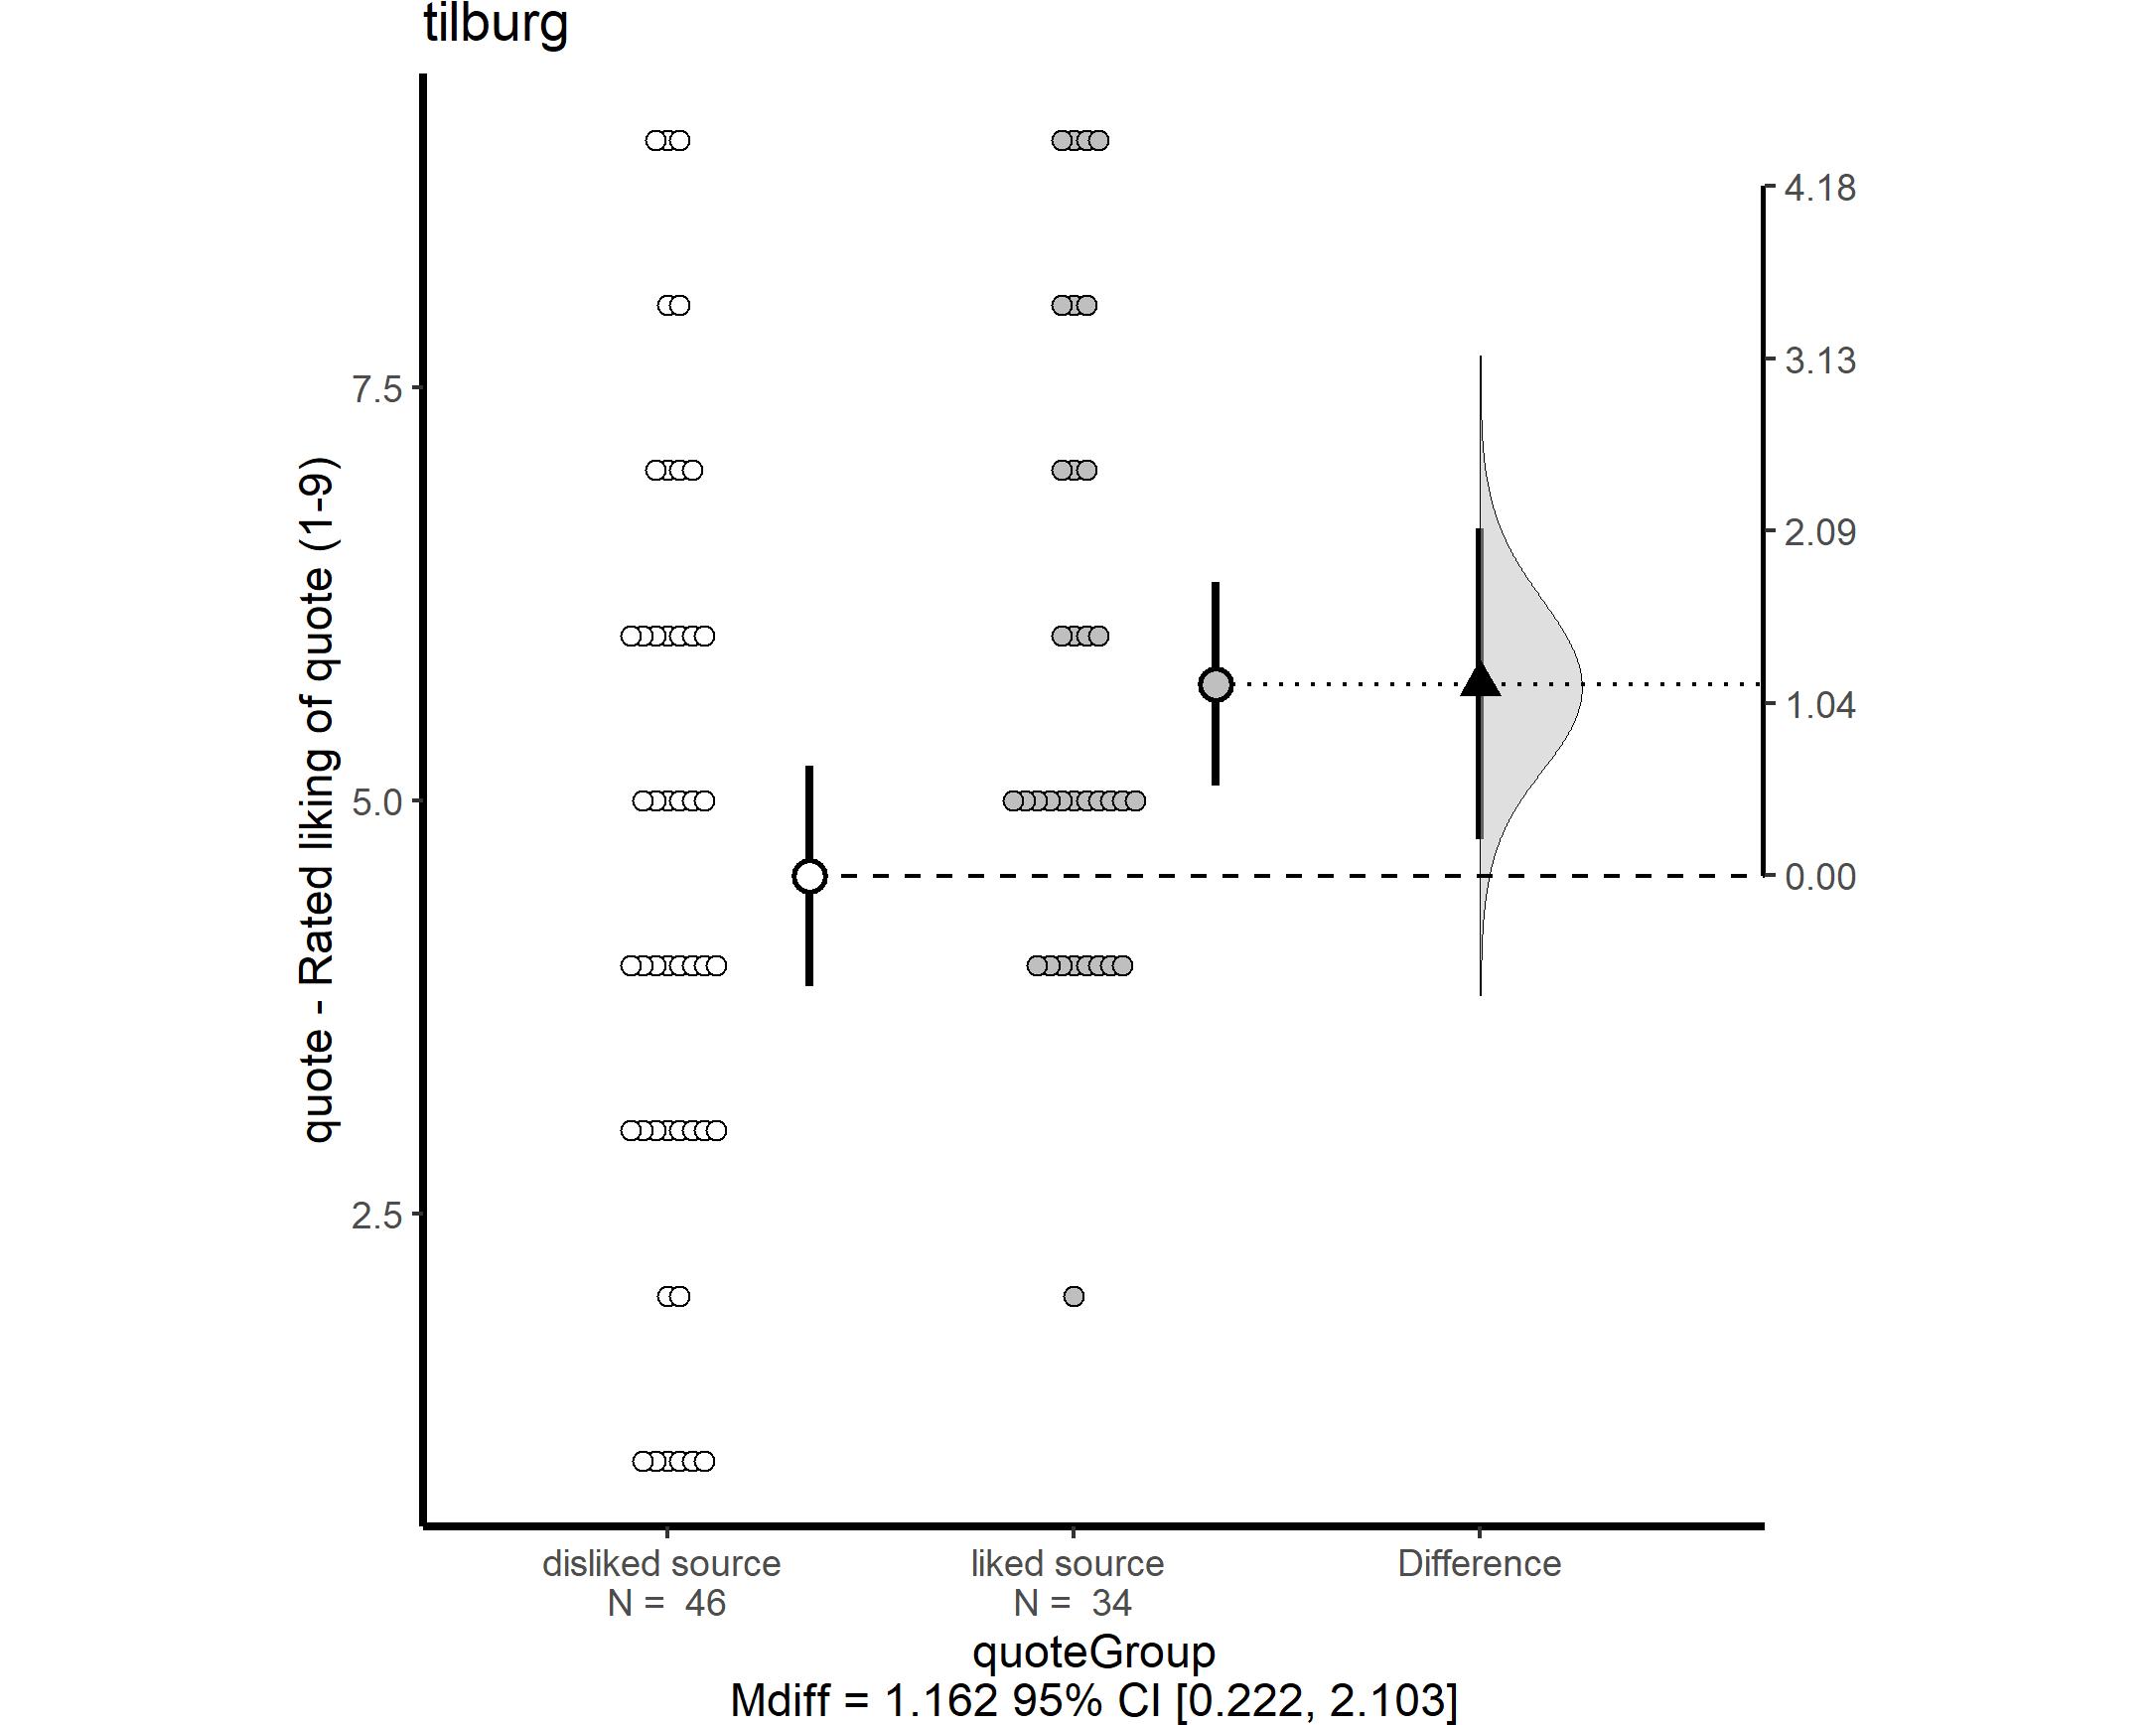 tilburg
quote - Rated liking of quote (1-9)
7.5
5.0
2.5
4.18
3.13
2.09
1.04
0.00
disliked source
N = 46
liked source
N = 34
Difference
quoteGroup
Mdiff = 1.162 95% CI [0.222, 2.103]